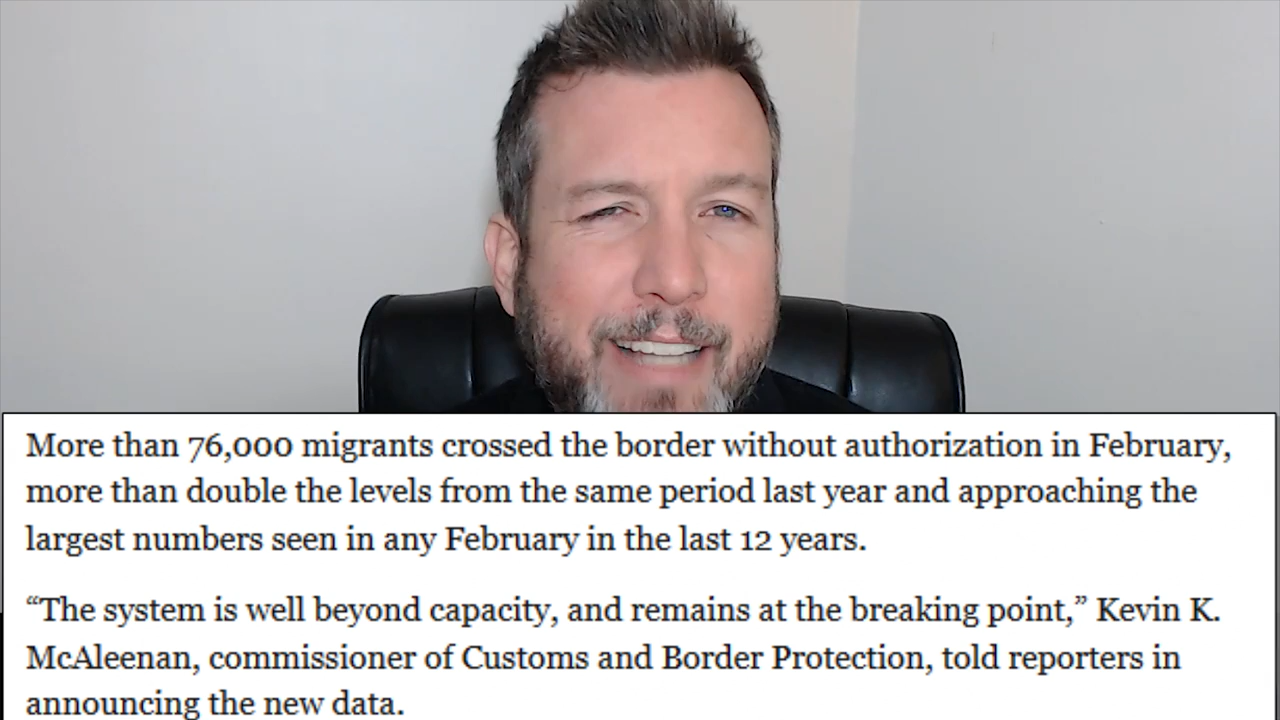 More than 76,000 migrants crossed the border without authorization in February,
more than double the levels from the same period last year and approaching the
largest numbers seen in any February in the last 12 years.
“The system is well beyond capacity, and remains at the breaking point,” Kevin K.
McAleenan, commissioner of Customs and Border Protection, told reporters in
announcing the new data.